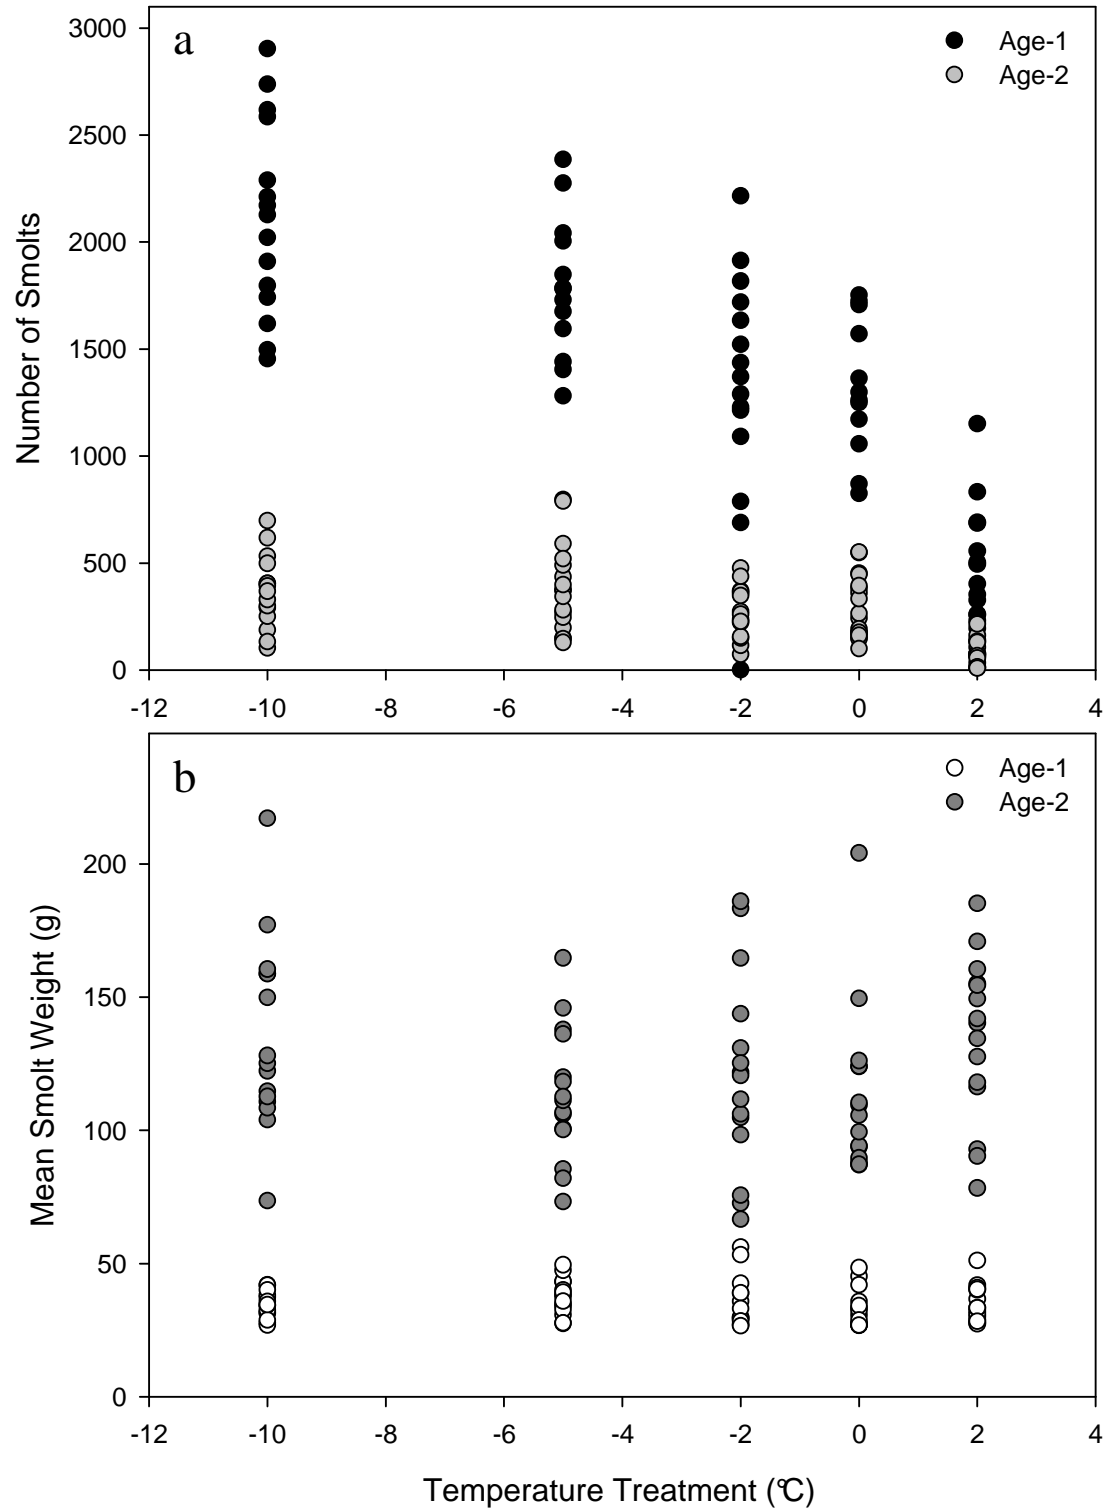 a
Age-1
Age-2
3000
2500
2000
1500
1000
500
0
Number of Smolts
-12 -10 -8 -6 -4 -2 0 2 4
b
Age-1
Age-2
200
150
100
50
0
Mean Smolt Weight (g)
-12 -10 -8 -6 -4 -2 0 2 4
Temperature Treatment (°C)